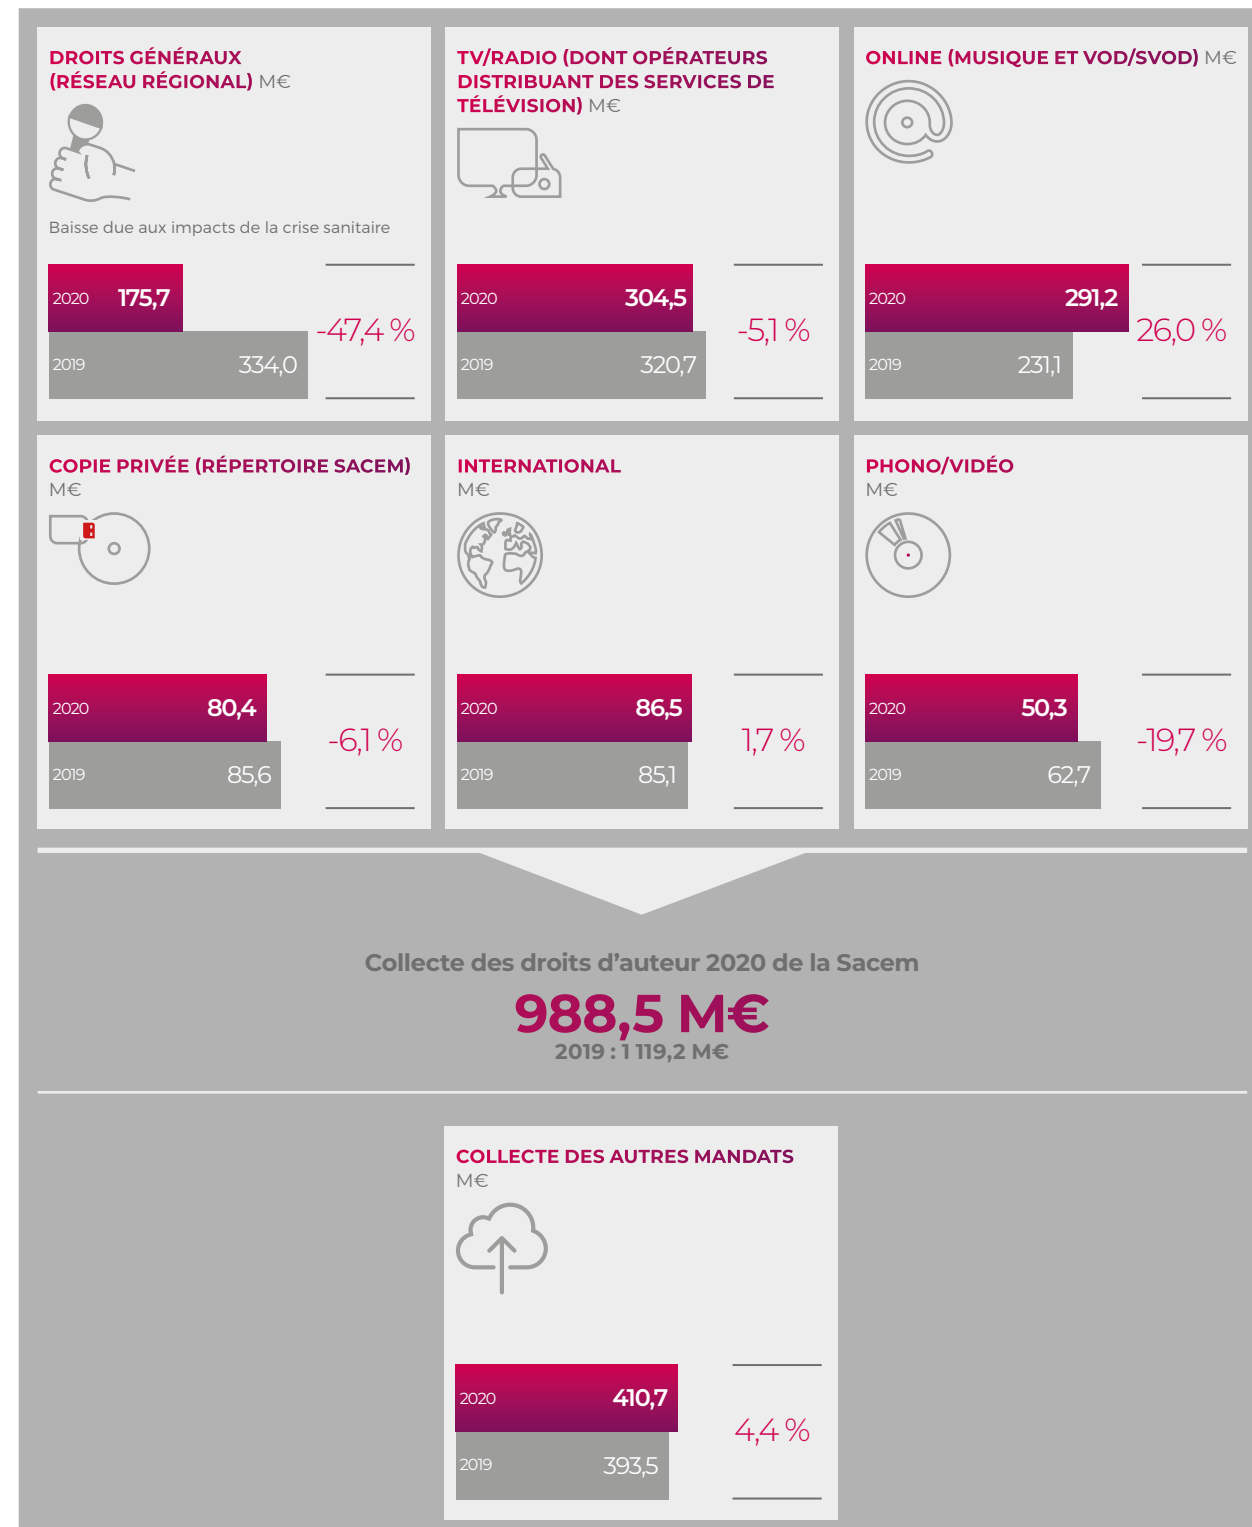 DROITS GÉNÉRAUX
(RÉSEAU RÉGIONAL) M€
Baisse due aux impacts de la crise sanitaire
2020 175,7
-47,4 %
2019 334,0
TV/RADIO (DONT OPÉRATEURS
DISTRIBUANT DES SERVICES DE
TÉLÉVISION) M€
2020 304,5
-5,1 %
2019 320,7
ONLINE (MUSIQUE ET VOD/SVOD) M€
2020 291,2
26,0 %
2019 231,1
COPIE PRIVÉE (RÉPERTOIRE SACEM)
M€
2020 80,4
-6,1 %
2019 85,6
INTERNATIONAL
M€
2020 86,5
1,7 %
2019 85,1
PHONO/VIDÉO
M€
2020 50,3
-19,7 %
2019 62,7
Collecte des droits d’auteur 2020 de la Sacem
988,5 M€
2019 : 1 119,2 M€
COLLECTE DES AUTRES MANDATS
M€
2020 410,7
4,4 %
2019 393,5